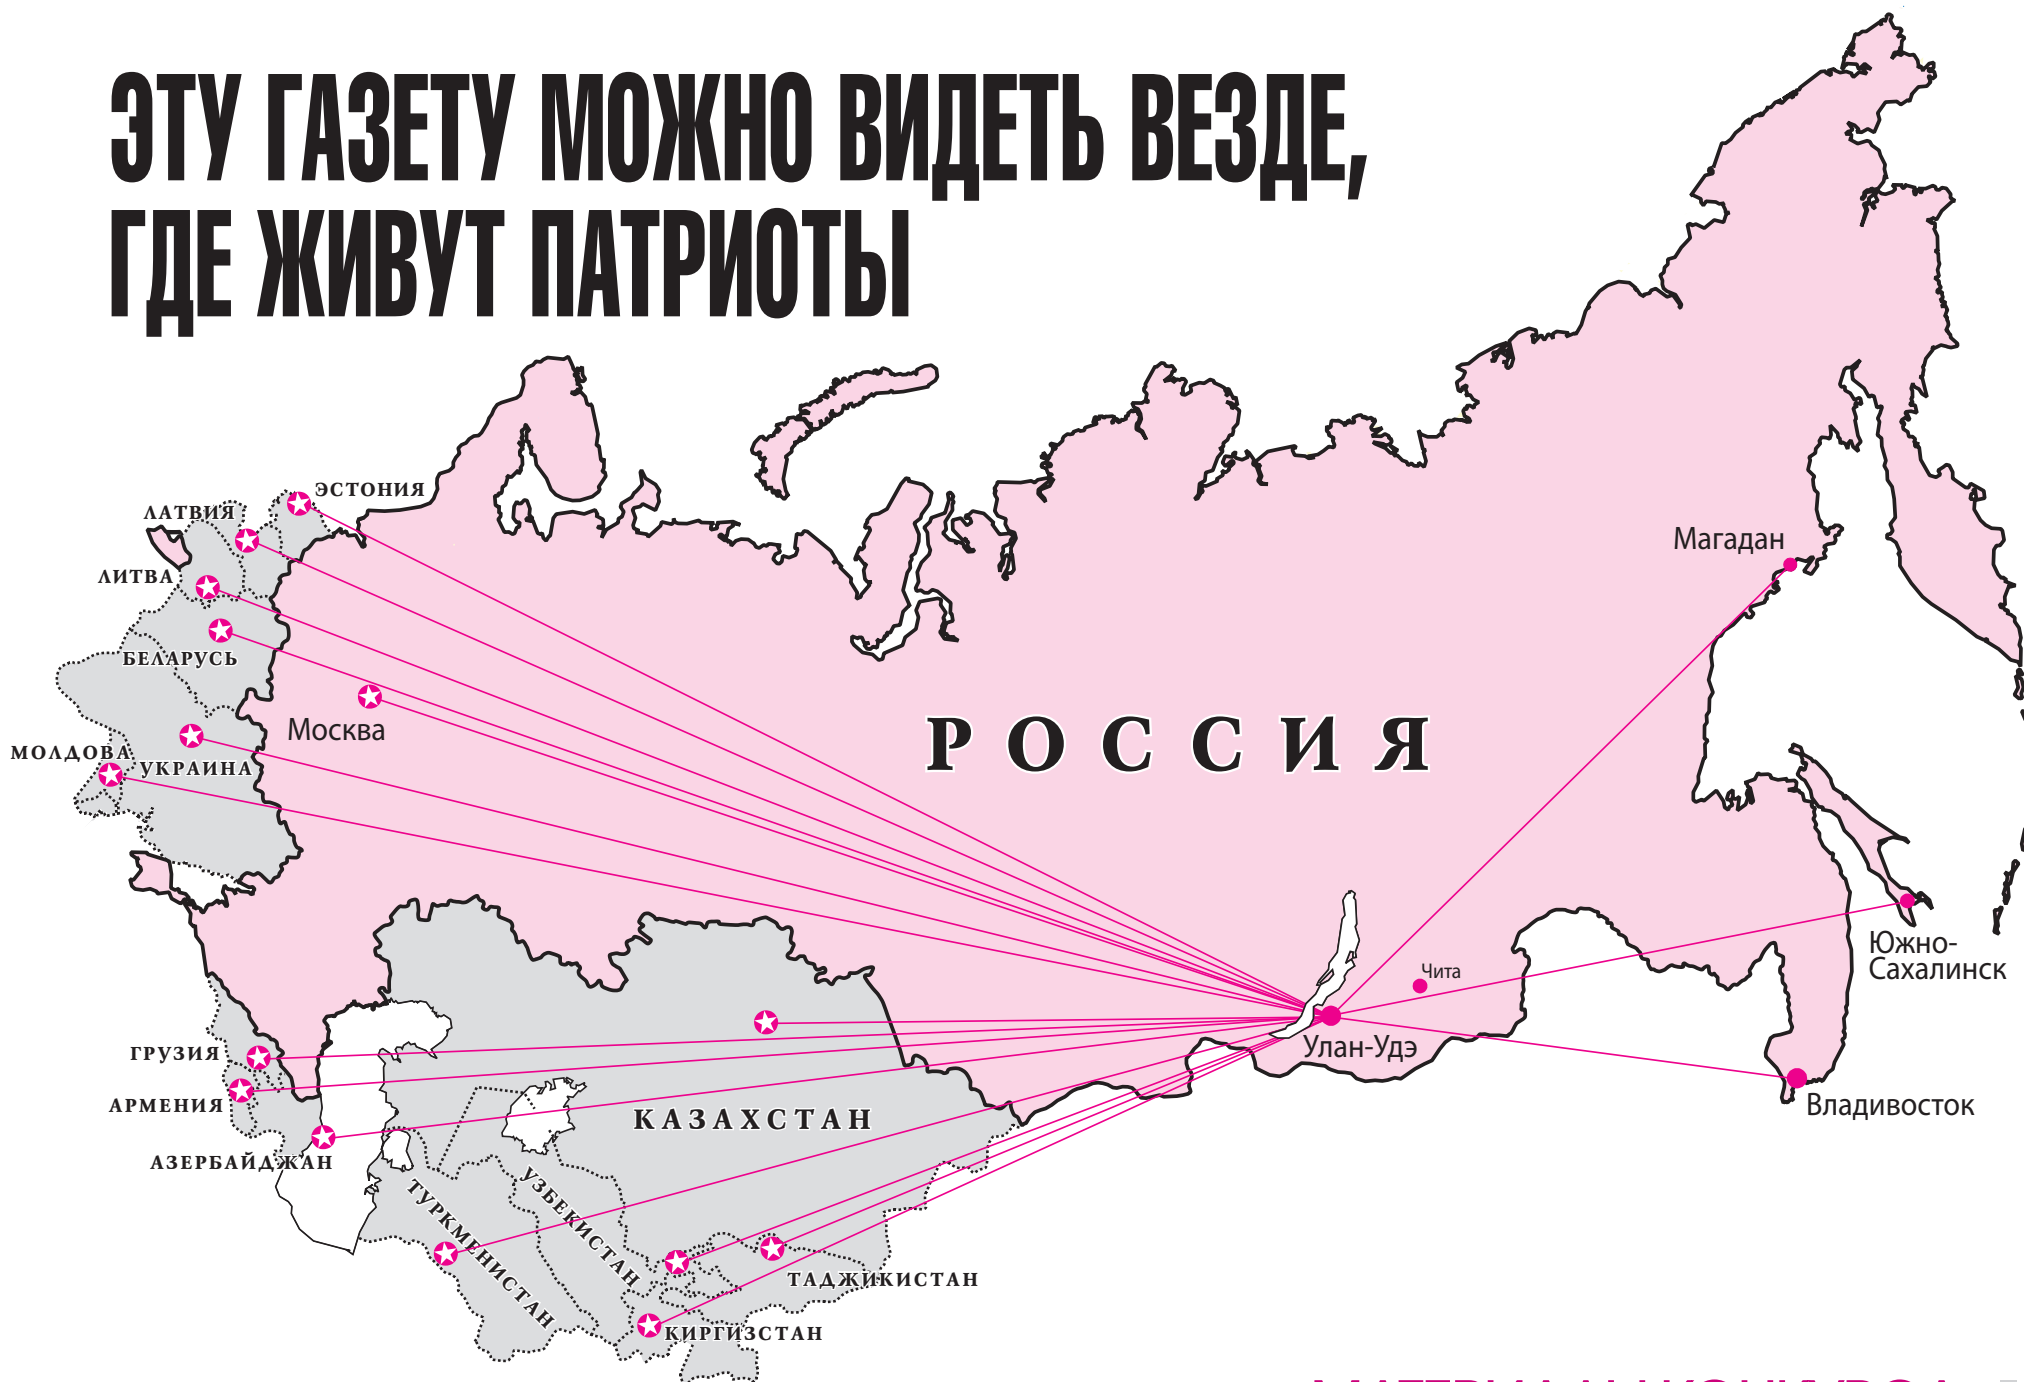 ЭТУ ГАЗЕТУ МОЖНО ВИДЕТЬ ВЕЗДЕ,
ГДЕ ЖИВУТ ПАТРИОТЫ
ЭСТОНИЯ
ЛАТВИЯ
ЛИТВА
БЕЛАРУСЬ
Москва
МОЛДОВА
УКРАИНА
РОССИЯ
Магадан
Южно-
Сахалинск
Чита
Улан-Удэ
Владивосток
ГРУЗИЯ
АРМЕНИЯ
АЗЕРБАЙДЖАН
КАЗАХСТАН
ТУРКМЕНИСТАН
УЗБЕКИСТАН
ТАДЖИКИСТАН
КИРГИЗСТАН